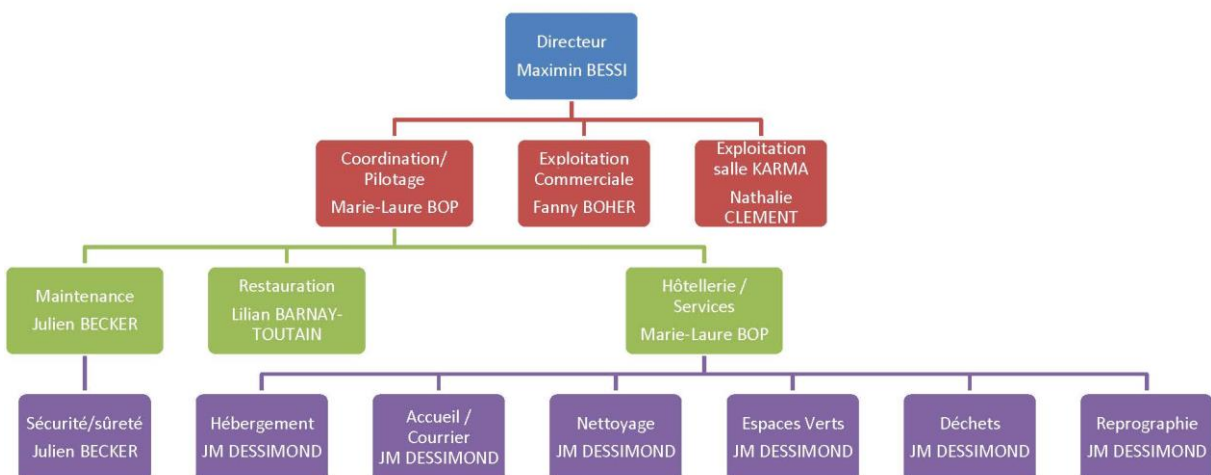 Directeur
Maximin BESSI
Coordination/
Pilotage
Marie-Laure BOP
Exploitation
Commerciale
Fanny BOHER
Exploitation
salle KARMA
Nathalie
CLEMENT
Maintenance
Julien BECKER
Restauration
Lilian BARNAY-
TOUTAIN
Hôtellerie /
Services
Marie-Laure BOP
Sécurité/sûreté
Julien BECKER
Hébergement
JM DESSIMOND
Accueil /
Courrier
JM DESSIMOND
Nettoyage
JM DESSIMOND
Espaces Verts
JM DESSIMOND
Déchets
JM DESSIMOND
Reprographie
JM DESSIMOND